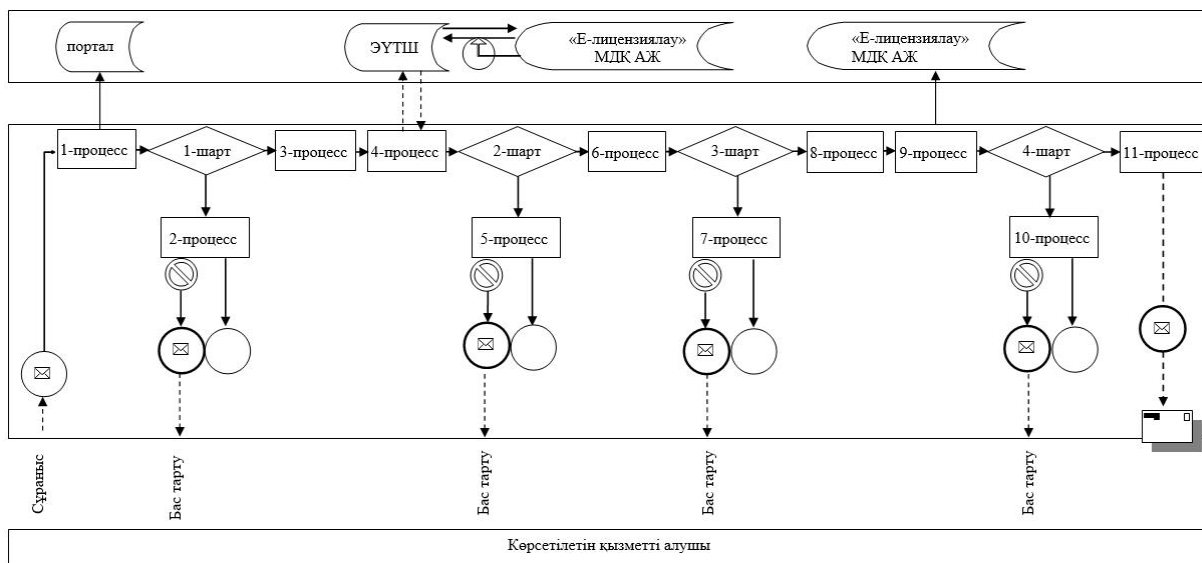 портал
ЭҮТШ
«Е-лицензиялау»
МДҚ АЖ
«Е-лицензиялау»
МДҚ АЖ
1-процесс
1-шарт
3-процесс
4-процесс
2-шарт
6-процесс
3-шарт
8-процесс
9-процесс
4-шарт
11-процесс
2-процесс
5-процесс
7-процесс
10-процесс
Сұраныс
Бас тарту
Бас тарту
Бас тарту
Бас тарту
Көрсетілетін қызметті алушы